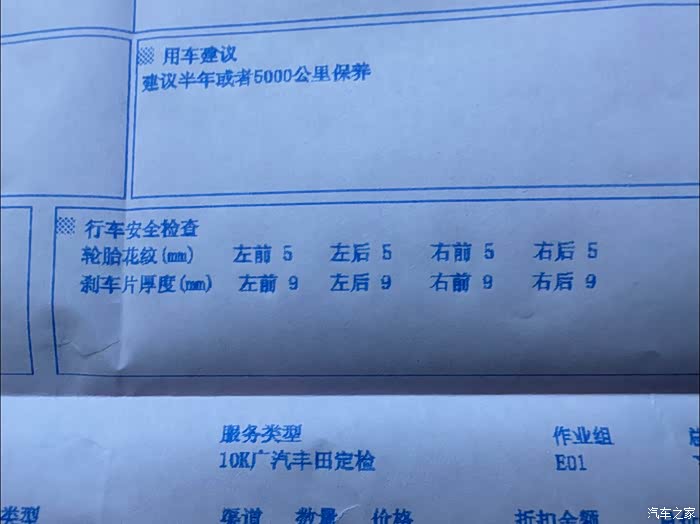 用车建议
建议半年或者5000公里保养
行车安全检查
轮胎花纹(mm) 左前 5 左后 5 右前 5 右后 5
刹车片厚度(mm) 左前 9 左后 9 右前 9 右后 9
服务类型 作业组
10K广汽丰田定检 E01
类型 渠道 数量 价格 折扣金额
汽车之家